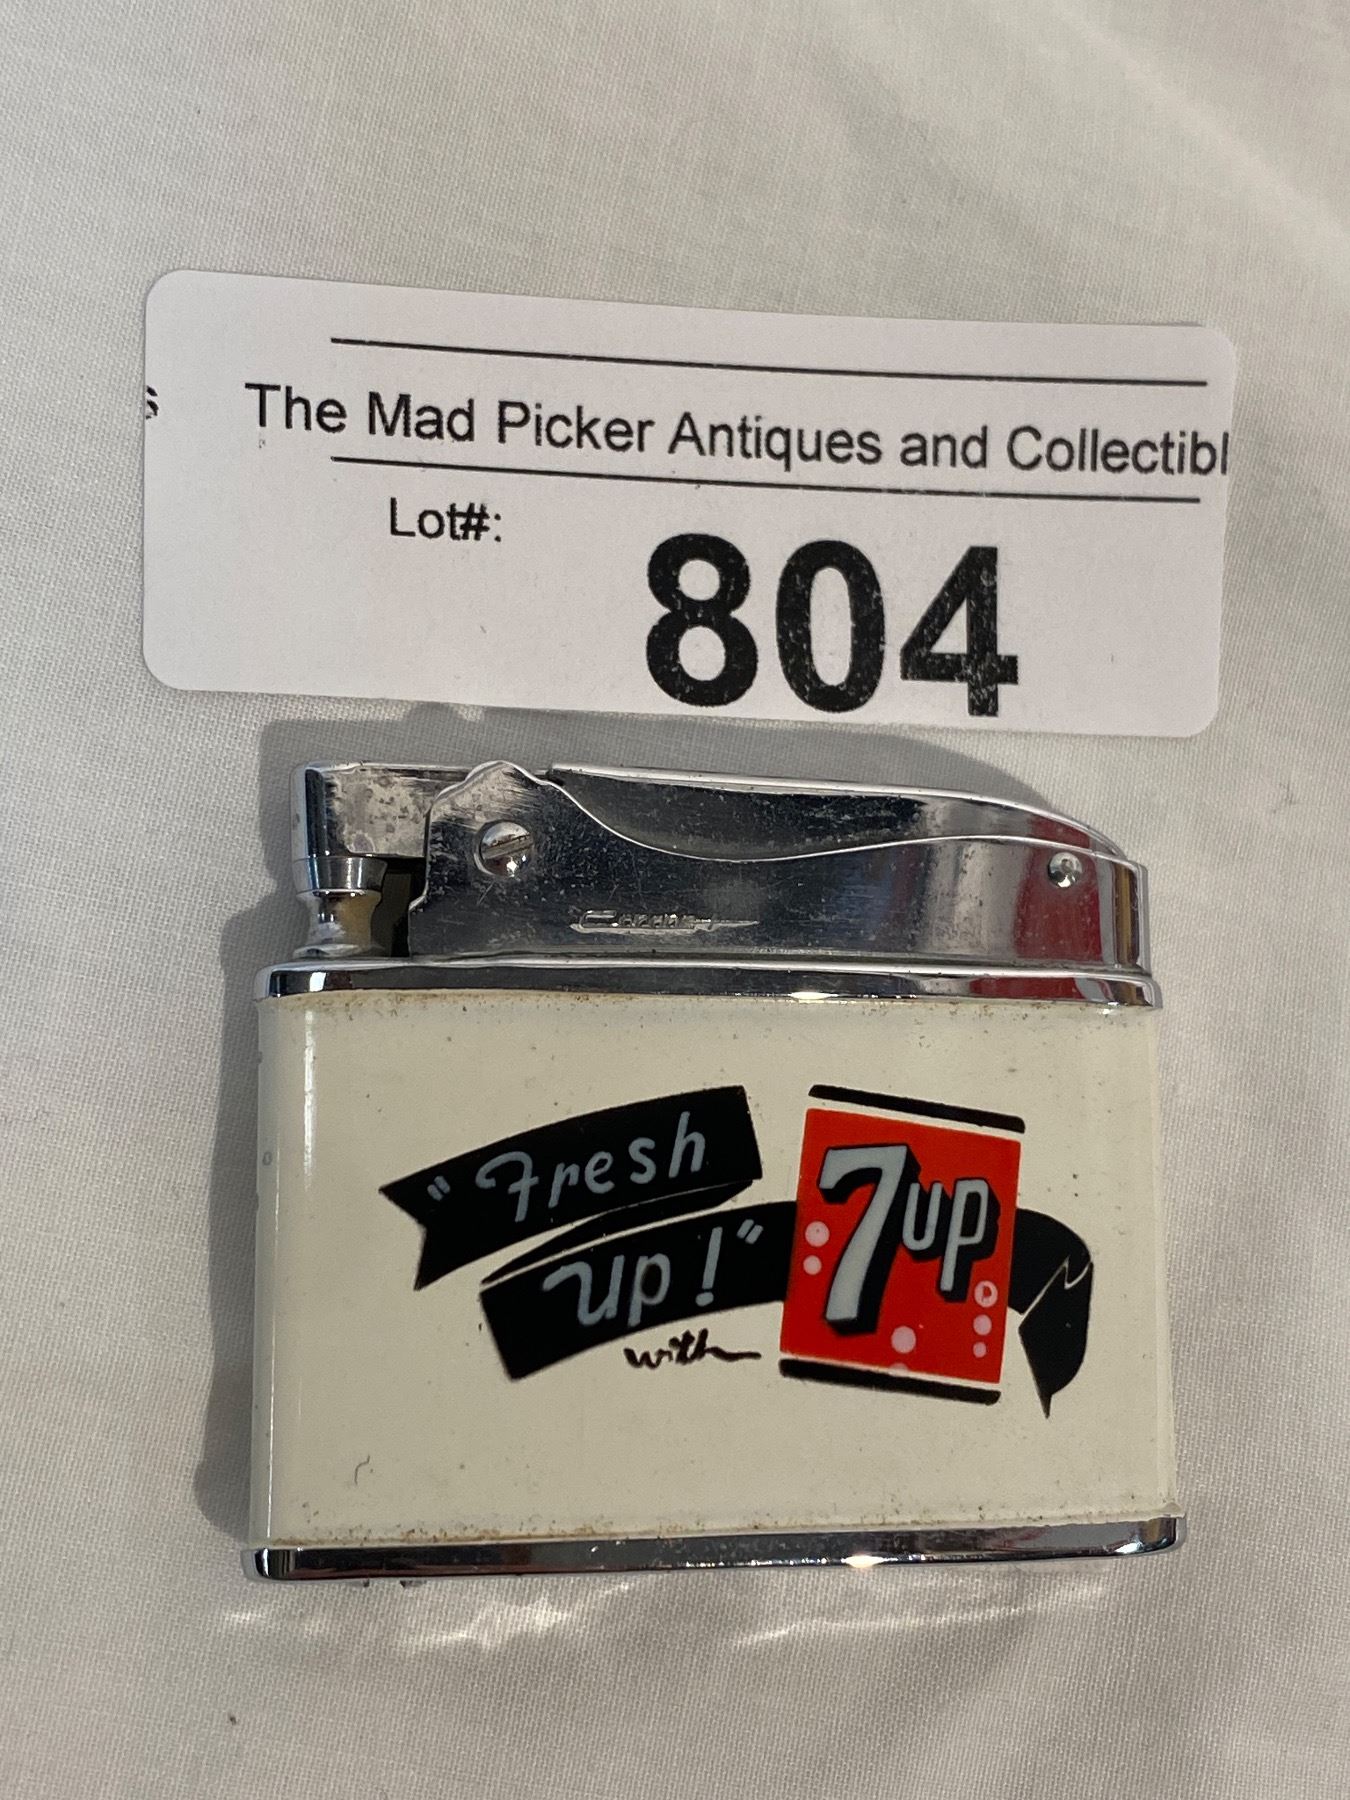 s The Mad Picker Antiques and Collectibl
Lot#:
804
"Fresh
up!"
with
7up